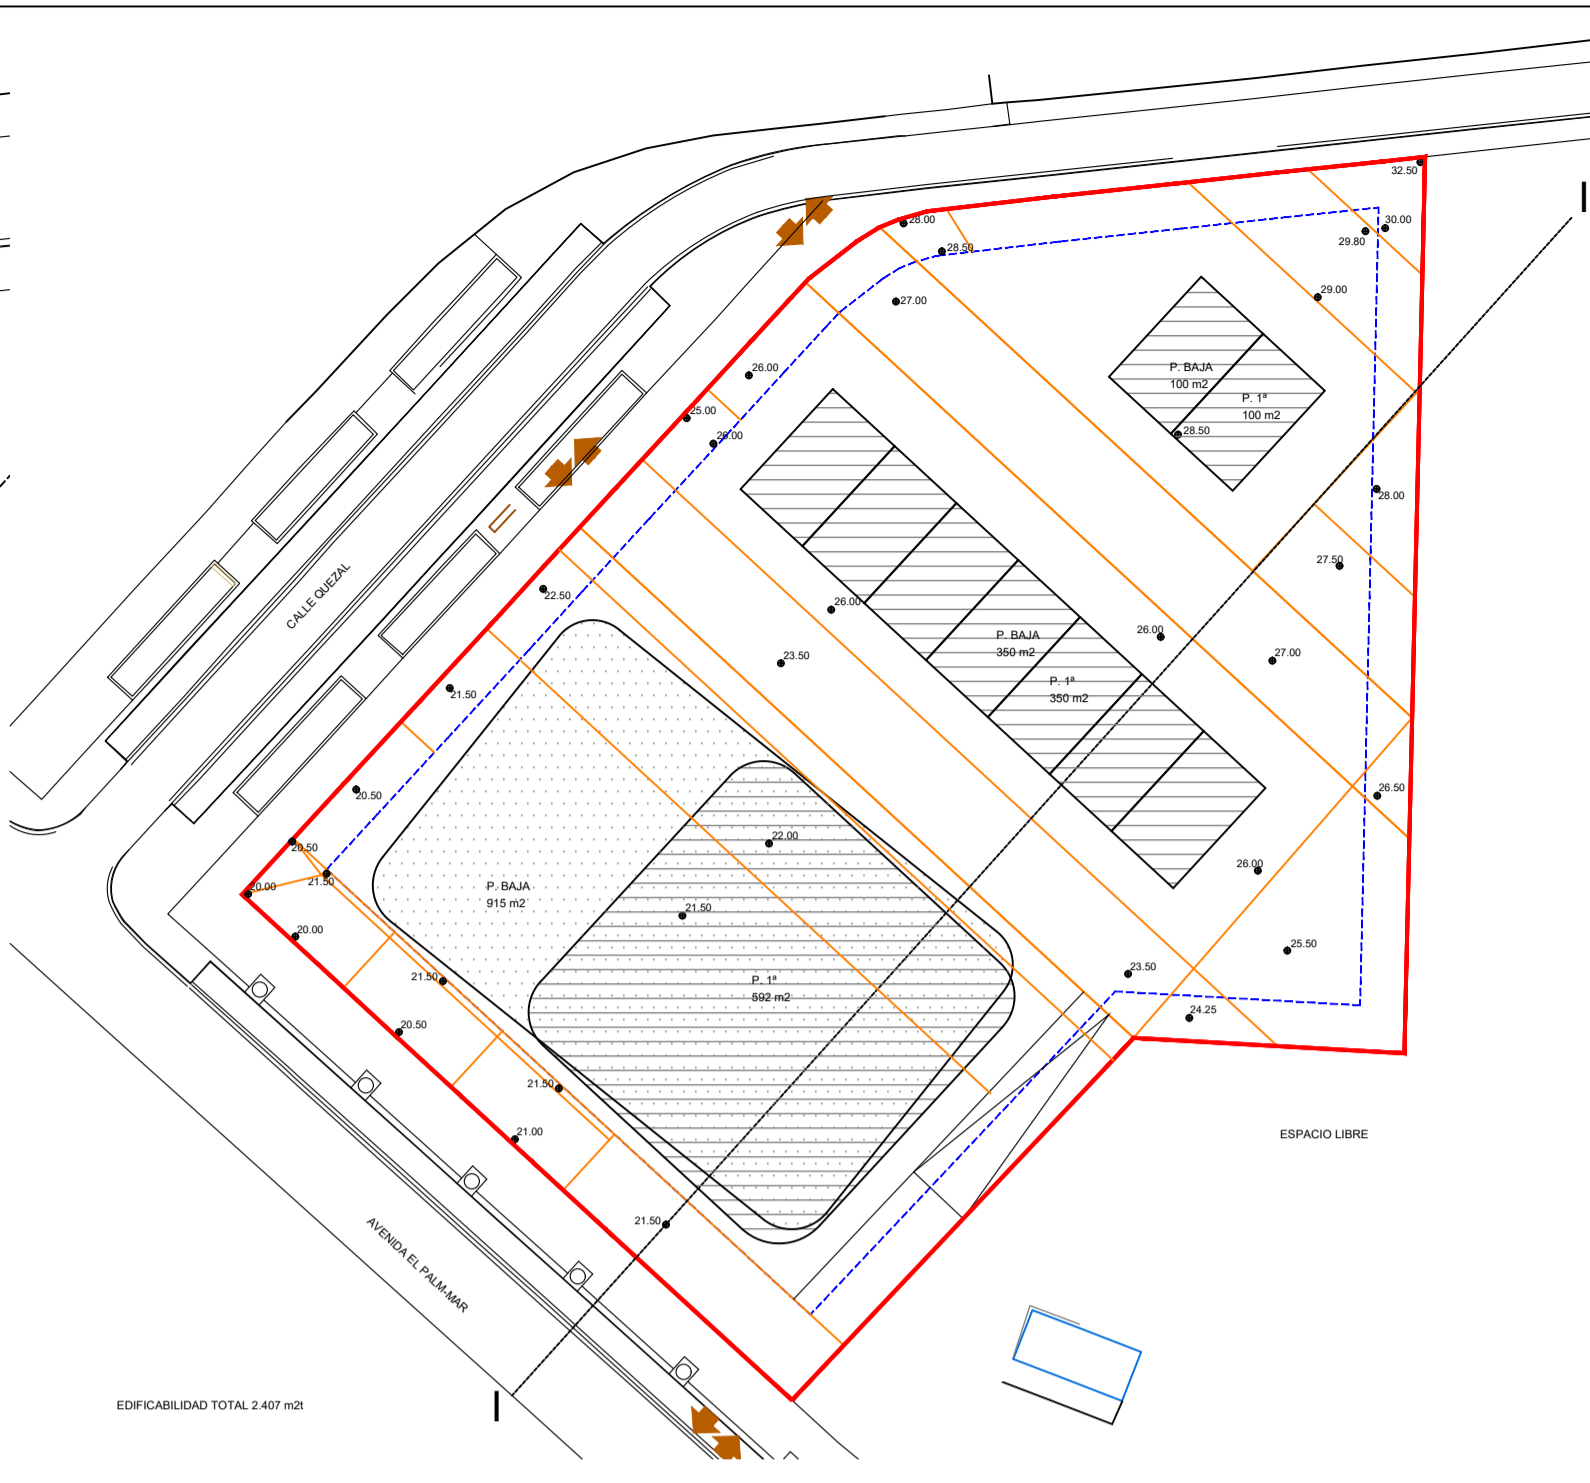 32.50
28.00
30.00
29.80
28.50
29.00
27.00
P. BAJA
100 m2
P. 1ª
100 m2
26.00
25.00
26.00
28.50
28.00
27.50
CALLE QUEZAL
22.50
26.00
23.50
P. BAJA
350 m2
26.00
27.00
P. 1ª
350 m2
21.50
20.50
26.50
22.00
20.50
21.50
20.00
P. BAJA
915 m2
26.00
21.50
20.00
25.50
21.50
P. 1ª
592 m2
23.50
24.25
20.50
21.50
21.00
ESPACIO LIBRE
21.50
AVENIDA EL PALM-MAR
EDIFICABILIDAD TOTAL 2.407 m2t